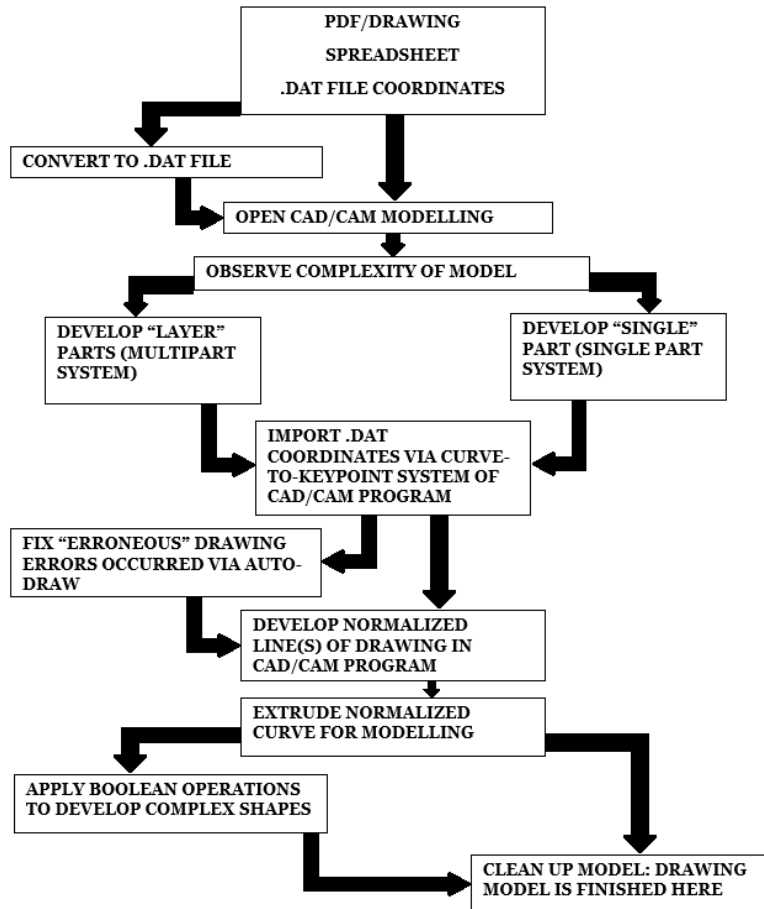 PDF/DRAWING
SPREADSHEET
.DAT FILE COORDINATES
CONVERT TO .DAT FILE
OPEN CAD/CAM MODELLING
OBSERVE COMPLEXITY OF MODEL
DEVELOP “LAYER”
PARTS (MULTIPART
SYSTEM)
DEVELOP “SINGLE”
PART (SINGLE PART
SYSTEM)
IMPORT .DAT
COORDINATES VIA CURVE-
TO-KEYPOINT SYSTEM OF
CAD/CAM PROGRAM
FIX “ERRONEOUS” DRAWING
ERRORS OCCURRED VIA AUTO-
DRAW
DEVELOP NORMALIZED
LINE(S) OF DRAWING IN
CAD/CAM PROGRAM
EXTRUDE NORMALIZED
CURVE FOR MODELLING
APPLY BOOLEAN OPERATIONS
TO DEVELOP COMPLEX SHAPES
CLEAN UP MODEL: DRAWING
MODEL IS FINISHED HERE